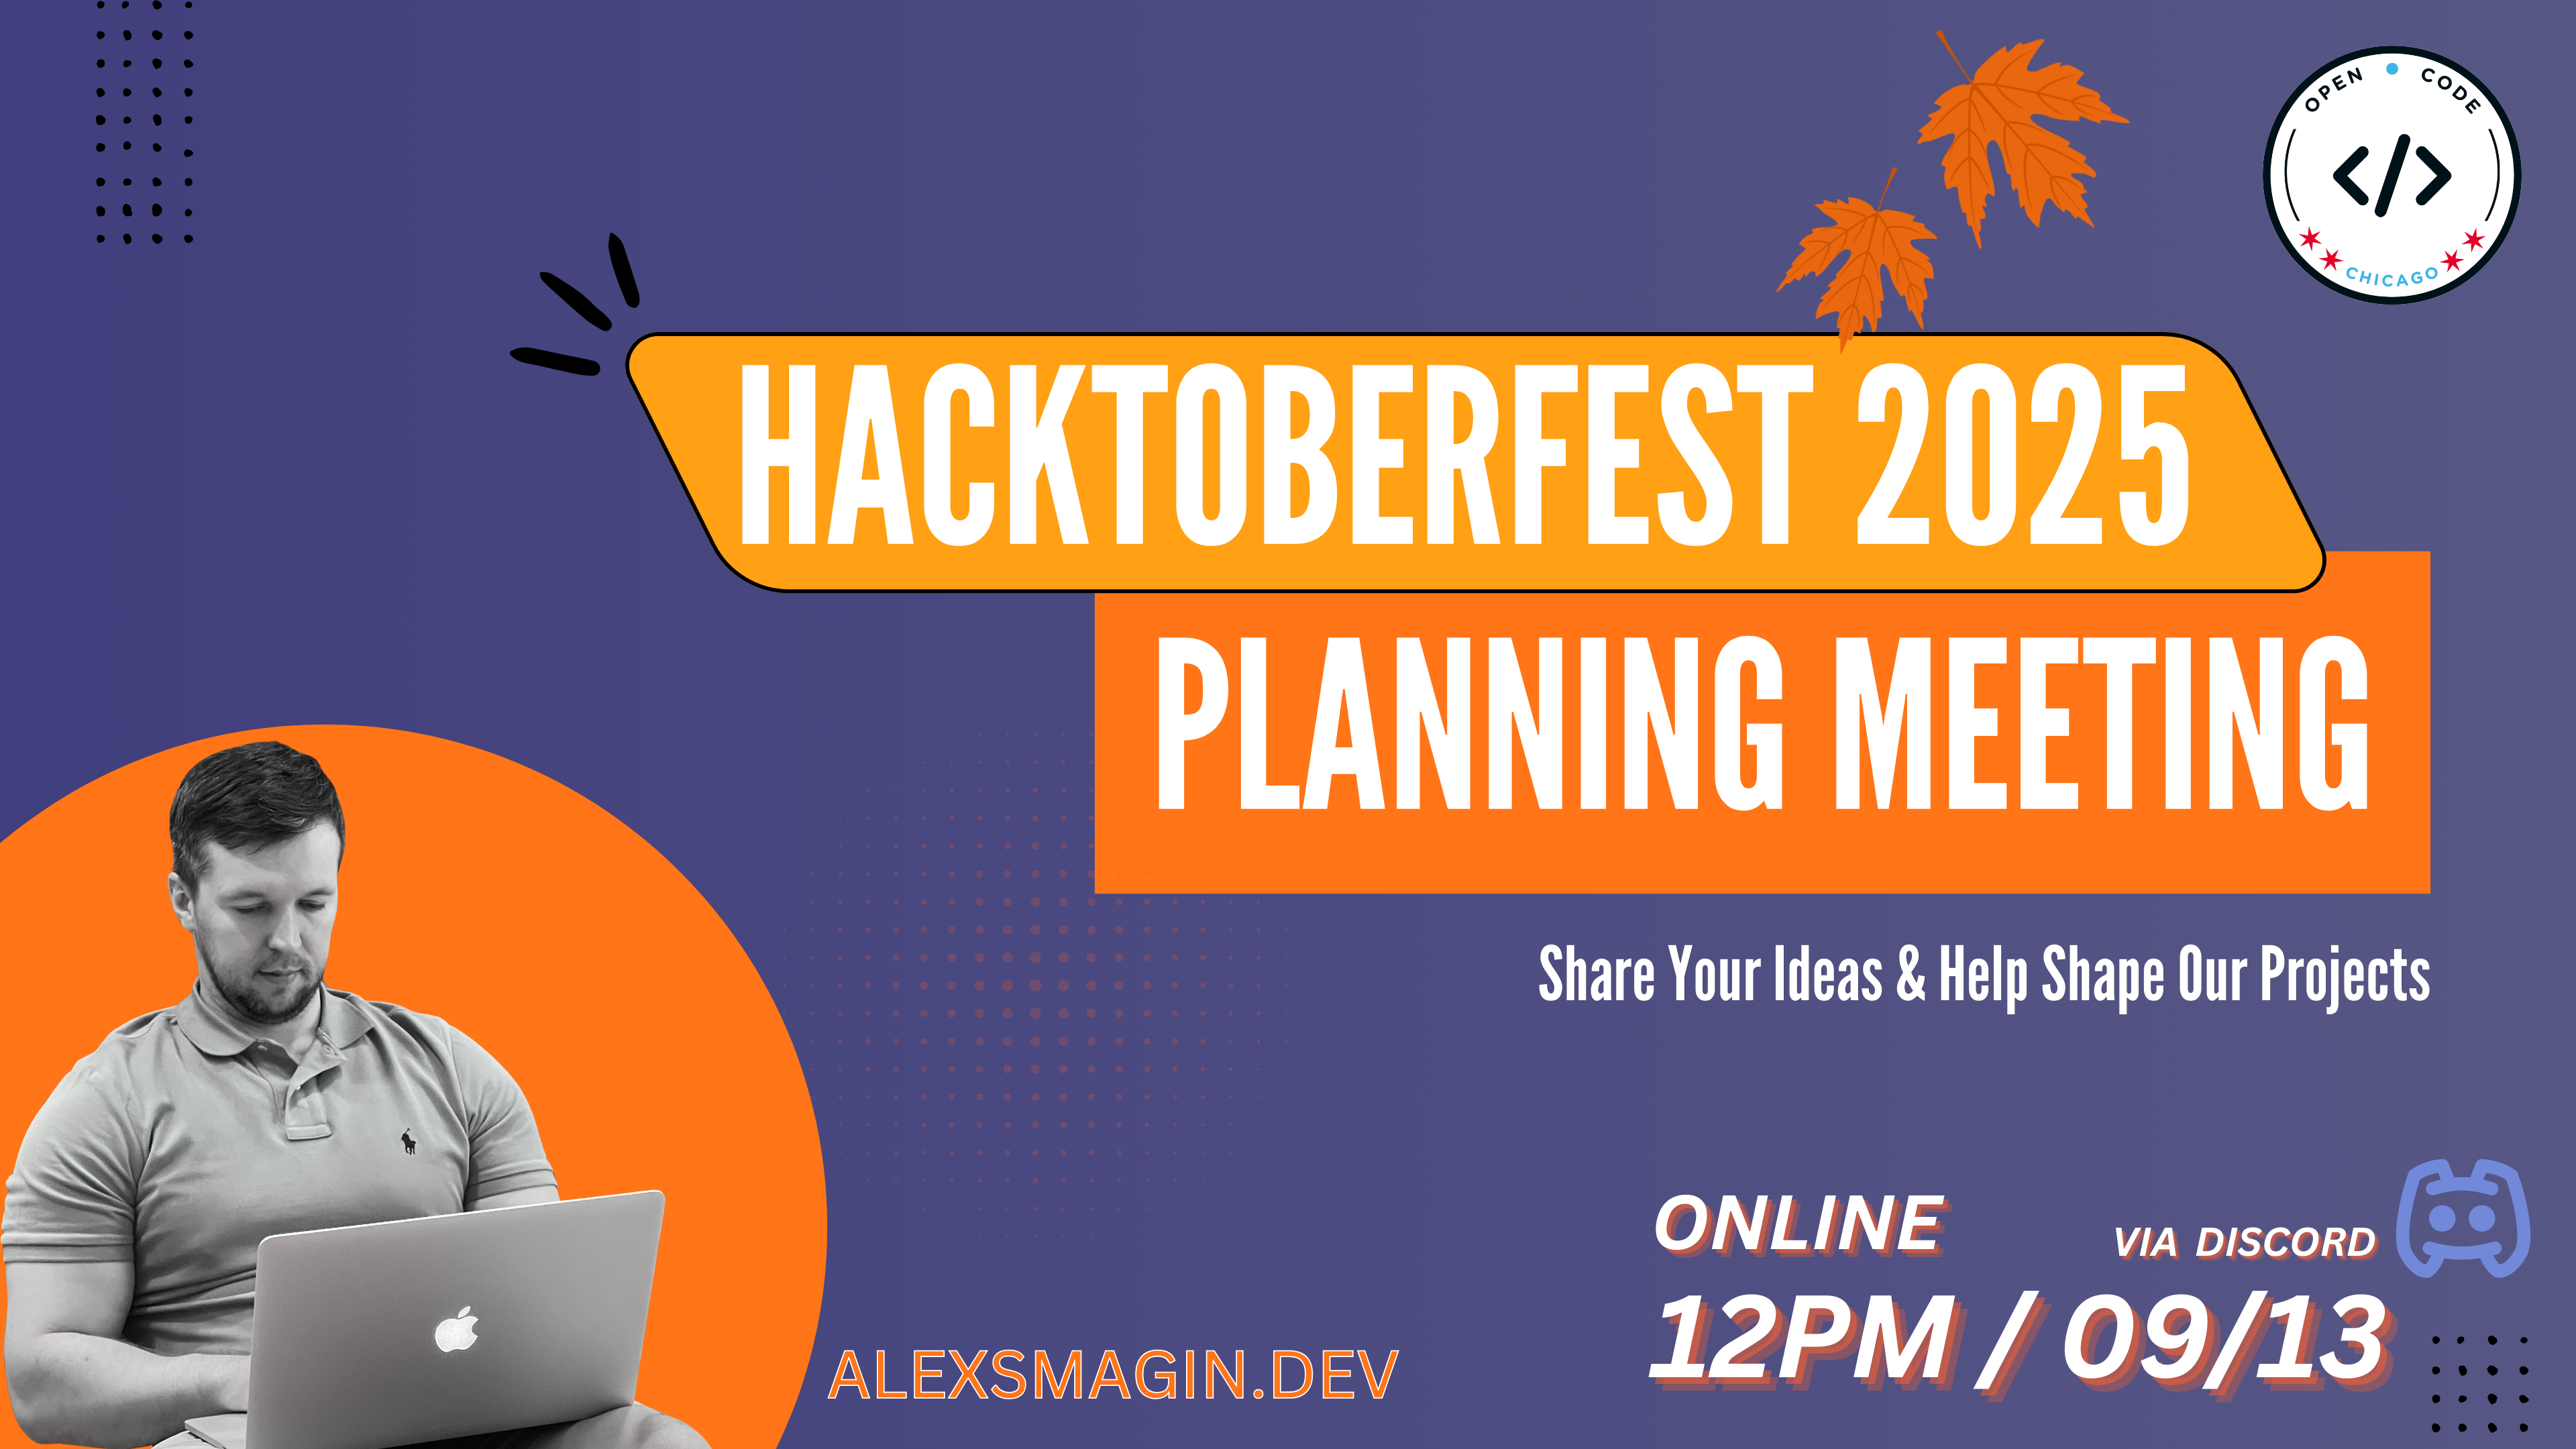 OPEN CODE
</>
CHICAGO
HACKTOBERFEST 2025
PLANNING MEETING
Share Your Ideas & Help Shape Our Projects
ONLINE
VIA DISCORD
12PM / 09/13
ALEXSMAGIN.DEV